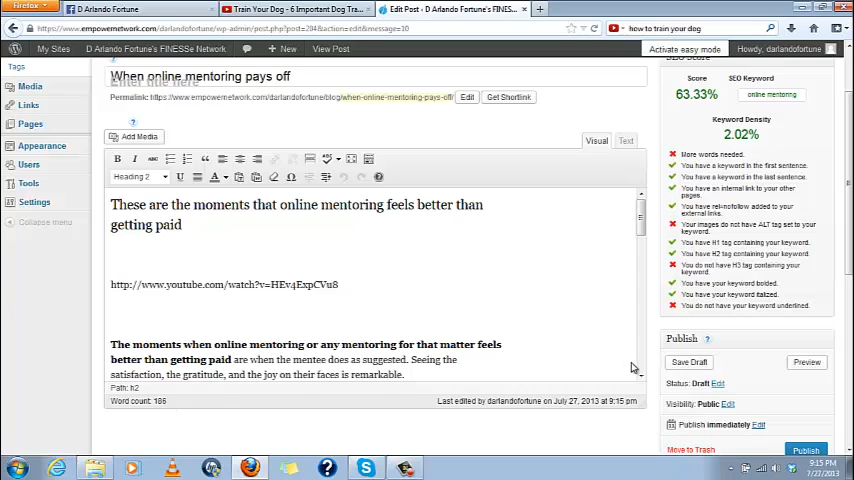 Firefox
D Arlando Fortune
Train Your Dog - 6 Important Dog Tra...
Edit Post ‹ D Arlando Fortune's FINESS...
https://www.empowernetwork.com/darlandofortune/wp-admin/post.php?post=204&action=edit&message=10
how to train your dog
My Sites
D Arlando Fortune's FINESSe Network
New
View Post
Activate easy mode
Howdy, darlandofortune
Tags
Media
Links
Pages
Appearance
Users
Tools
Settings
Collapse menu
When online mentoring pays off
Enter title here
Permalink: https://www.empowernetwork.com/darlandofortune/blog/when-online-mentoring-pays-off/
Edit
Get Shortlink
Add Media
Visual
Text
B I ABC
Heading 2
U A
These are the moments that online mentoring feels better than
getting paid
http://www.youtube.com/watch?v=HEv4ExpCVu8
The moments when online mentoring or any mentoring for that matter feels
better than getting paid are when the mentee does as suggested. Seeing the
satisfaction, the gratitude, and the joy on their faces is remarkable.
Path: h2
Word count: 186
Last edited by darlandofortune on July 27, 2013 at 9:15 pm
SEO Score
Score
SEO Keyword
63.33%
online mentoring
Keyword Density
2.02%
More words needed.
You have a keyword in the first sentence.
You have a keyword in the last sentence.
You have an internal link to your other
pages.
You have rel=nofollow added to your
external links.
Your images do not have ALT tag set to your
keyword.
You have H1 tag containing your keyword.
You have H2 tag containing your keyword.
You do not have H3 tag containing your
keyword.
You have your keyword bolded.
You have your keyword italized.
You do not have your keyword underlined.
Publish
Save Draft
Preview
Status: Draft Edit
Visibility: Public Edit
Publish immediately Edit
Move to Trash
Publish
9:15 PM
7/27/2013